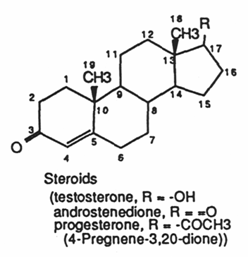 18 R
12 CH3 17
11 13 16
19
CH3
1 9 14 15
2 10 8
3 5 7
O 4 6
Steroids
(testosterone, R = -OH
androstenedione, R = =O
progesterone, R = -COCH3
(4-Pregnene-3,20-dione))